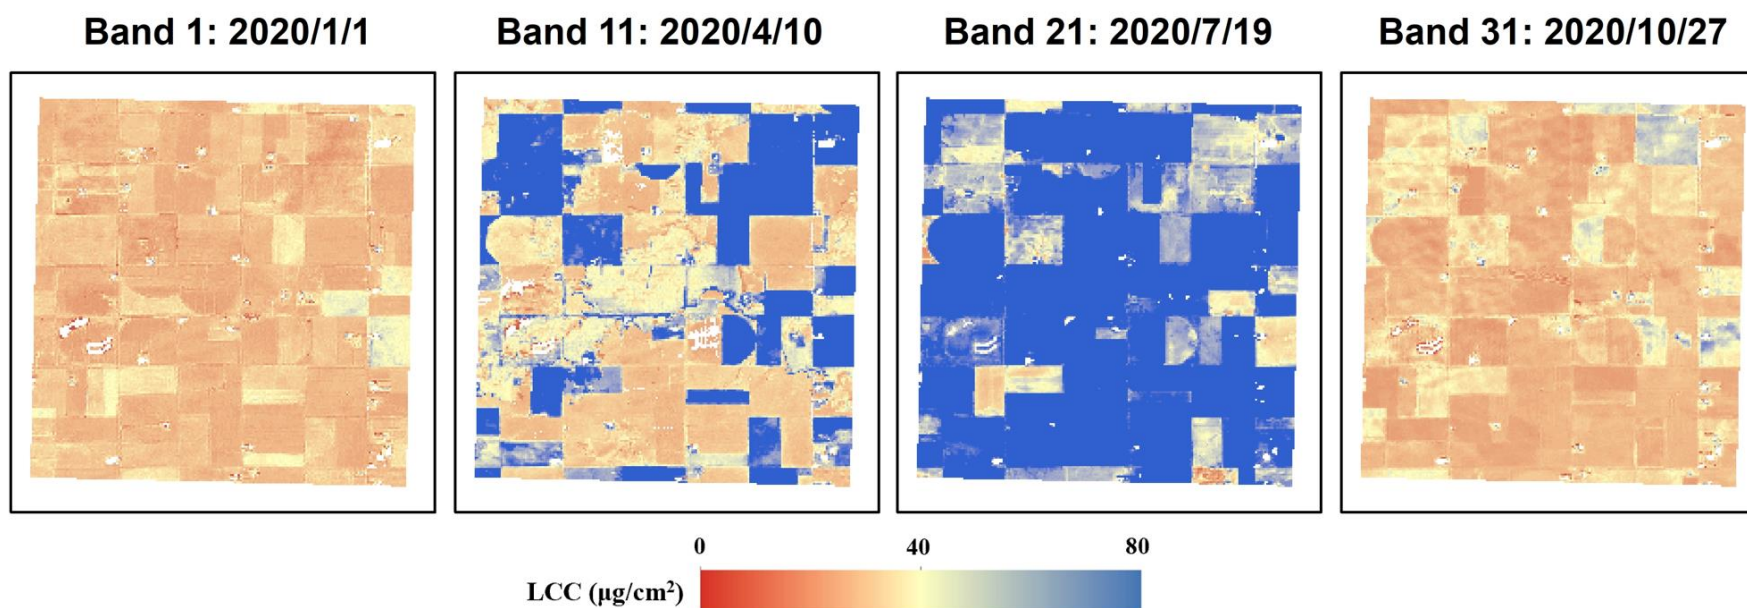 Band 1: 2020/1/1
Band 11: 2020/4/10
Band 21: 2020/7/19
Band 31: 2020/10/27
0 40 80
LCC (μg/cm²)